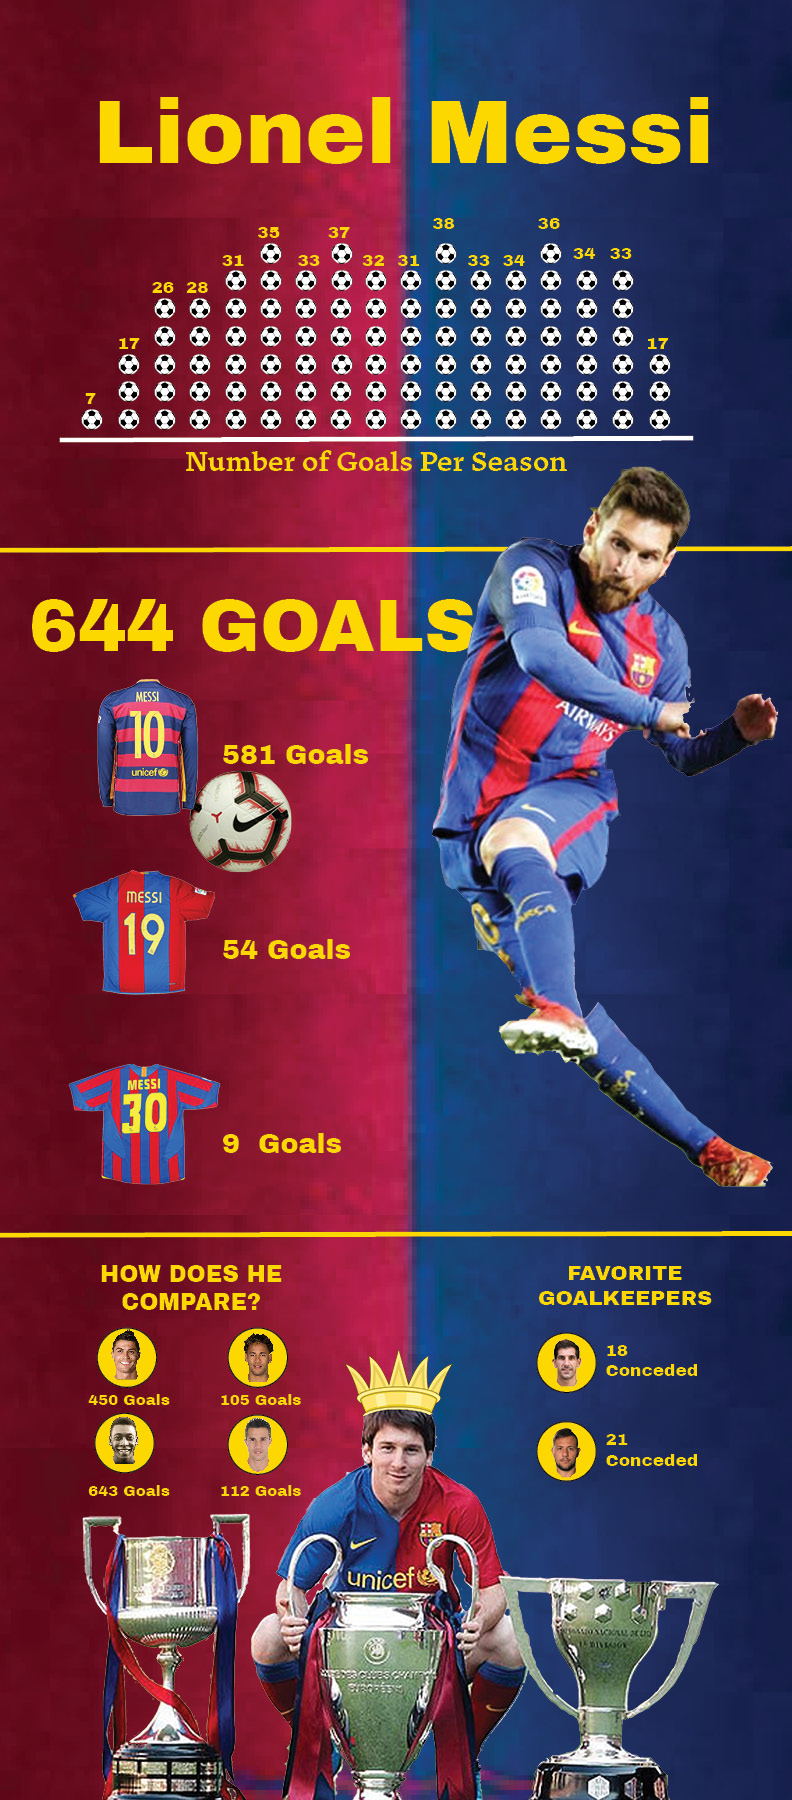 Lionel Messi
7 17 26 28 31 35 33 37 32 31 38 33 34 36 34 33 17
Number of Goals Per Season
644 GOALS
MESSI
10
unicef
581 Goals
MESSI
19
54 Goals
MESSI
30
9 Goals
AIRWAYS
HOW DOES HE
COMPARE?
450 Goals
105 Goals
643 Goals
112 Goals
FAVORITE
GOALKEEPERS
18
Conceded
21
Conceded
unicef